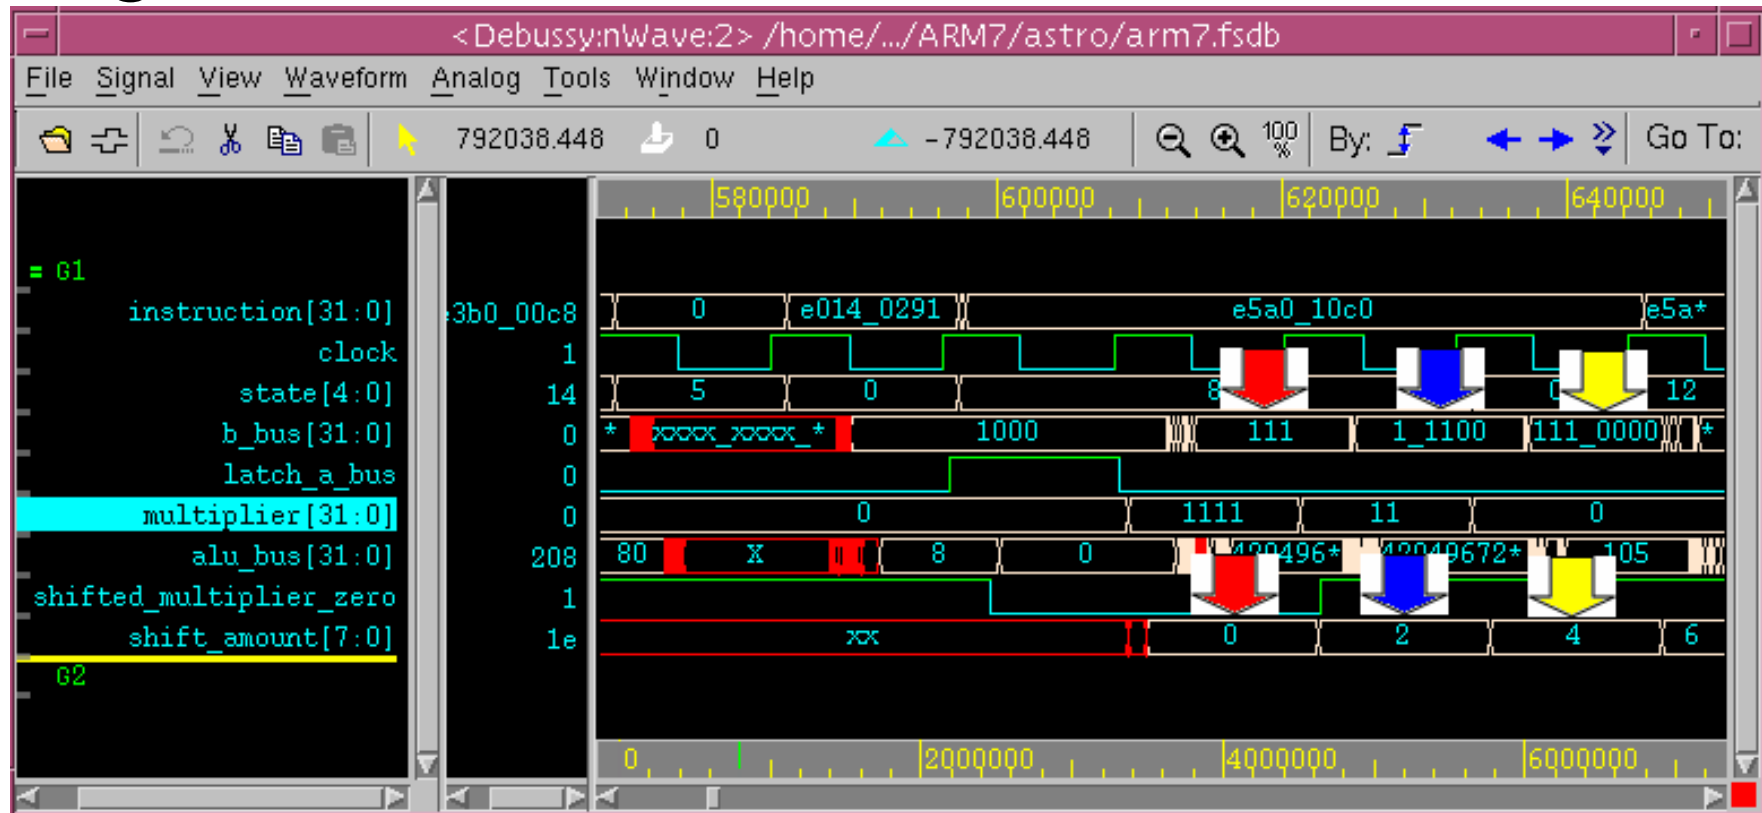 <Debussy:nWave:2> /home/.../ARM7/astro/arm7.fsdb
File Signal View Waveform Analog Tools Window Help
792038.448 0 -792038.448 100 % By: Go To:
580000 600000 620000 640000
= G1
instruction[31:0] 3b0_00c8 0 e014_0291 e5a0_10c0 e5a*
clock 1
state[4:0] 14 5 0 8 12
b_bus[31:0] 0 * xxxx_xxxx_* 1000 111 1_1100 111_0000 *
latch_a_bus 0
multiplier[31:0] 0 0 1111 11 0
alu_bus[31:0] 208 80 X 8 0 420496* 42049672* 105
shifted_multiplier_zero 1
shift_amount[7:0] 1e xx 0 2 4 6
G2
0 2000000 4000000 6000000